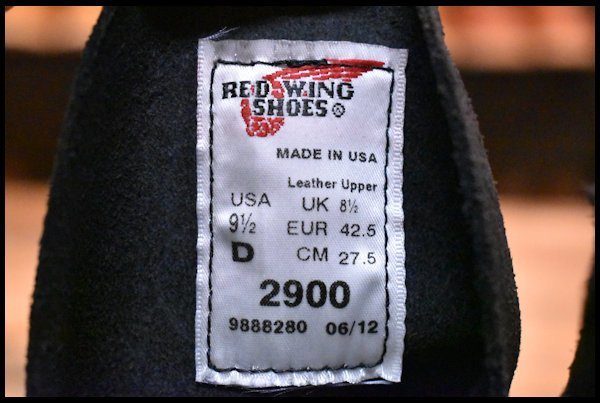 RED WING
SHOES®
MADE IN USA
Leather Upper
USA UK 8½
9½ EUR 42.5
D CM 27.5
2900
9888280 06/12